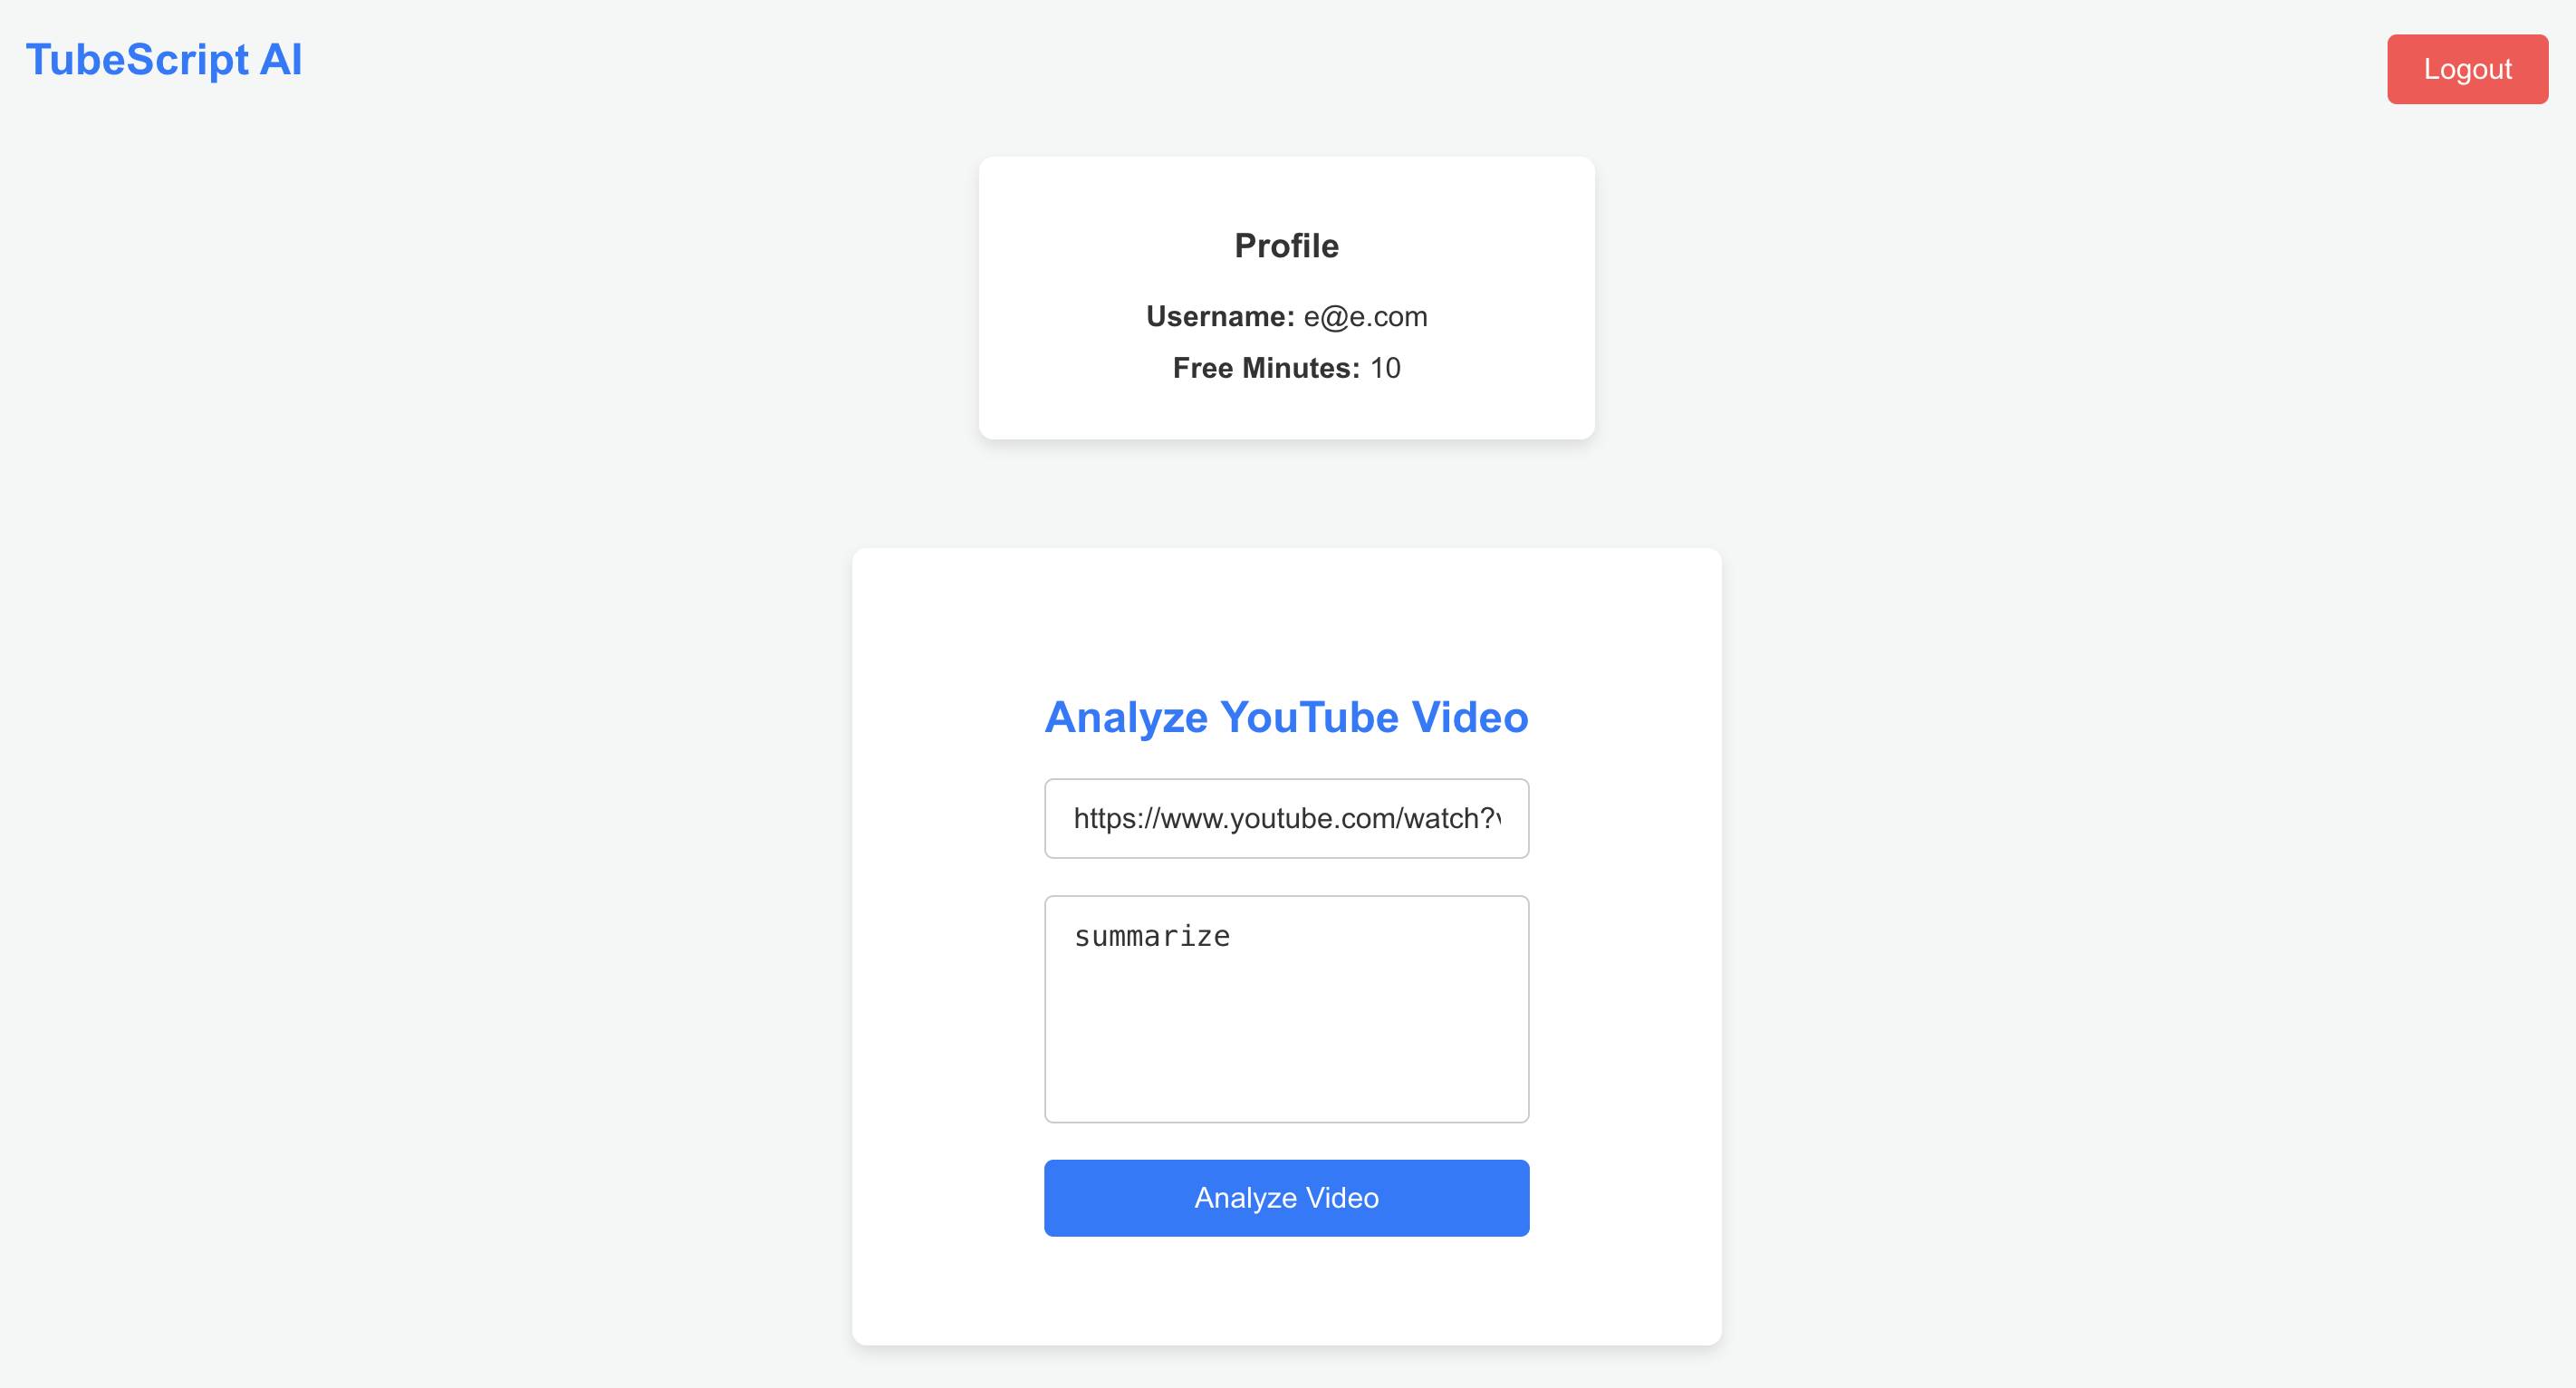 TubeScript AI
Logout
Profile
Username: e@e.com
Free Minutes: 10
Analyze YouTube Video
https://www.youtube.com/watch?v
summarize
Analyze Video